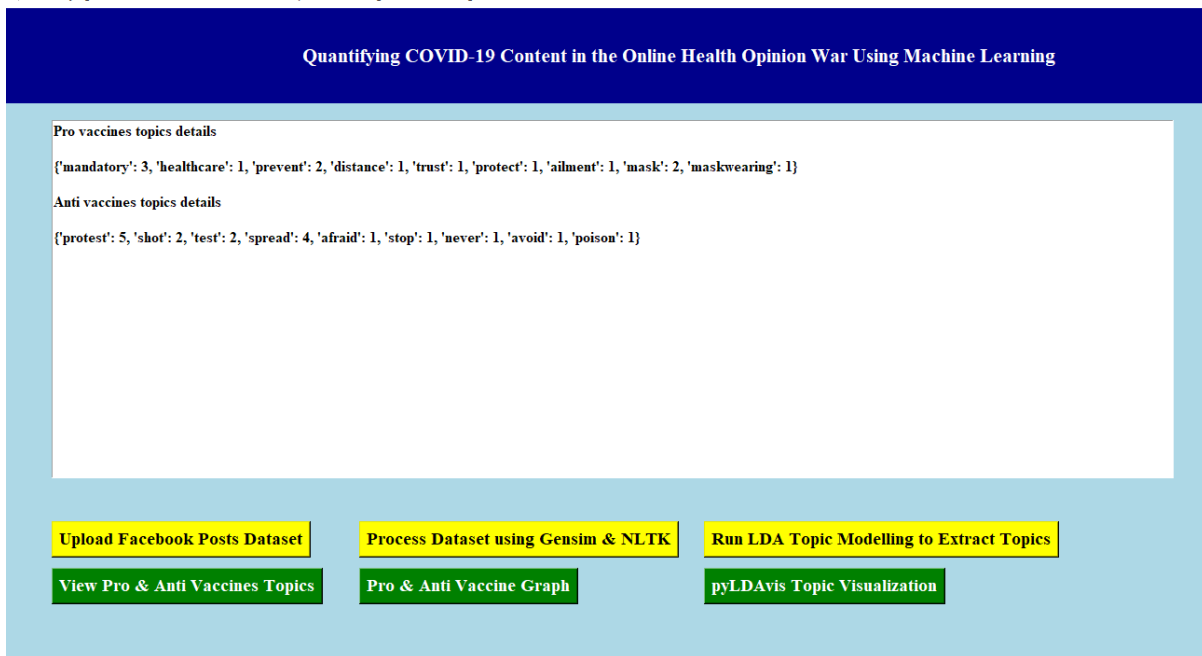 Quantifying COVID-19 Content in the Online Health Opinion War Using Machine Learning
Pro vaccines topics details
{'mandatory': 3, 'healthcare': 1, 'prevent': 2, 'distance': 1, 'trust': 1, 'protect': 1, 'ailment': 1, 'mask': 2, 'maskwearing': 1}
Anti vaccines topics details
{'protest': 5, 'shot': 2, 'test': 2, 'spread': 4, 'afraid': 1, 'stop': 1, 'never': 1, 'avoid': 1, 'poison': 1}
Upload Facebook Posts Dataset
Process Dataset using Gensim & NLTK
Run LDA Topic Modelling to Extract Topics
View Pro & Anti Vaccines Topics
Pro & Anti Vaccine Graph
pyLDAvis Topic Visualization